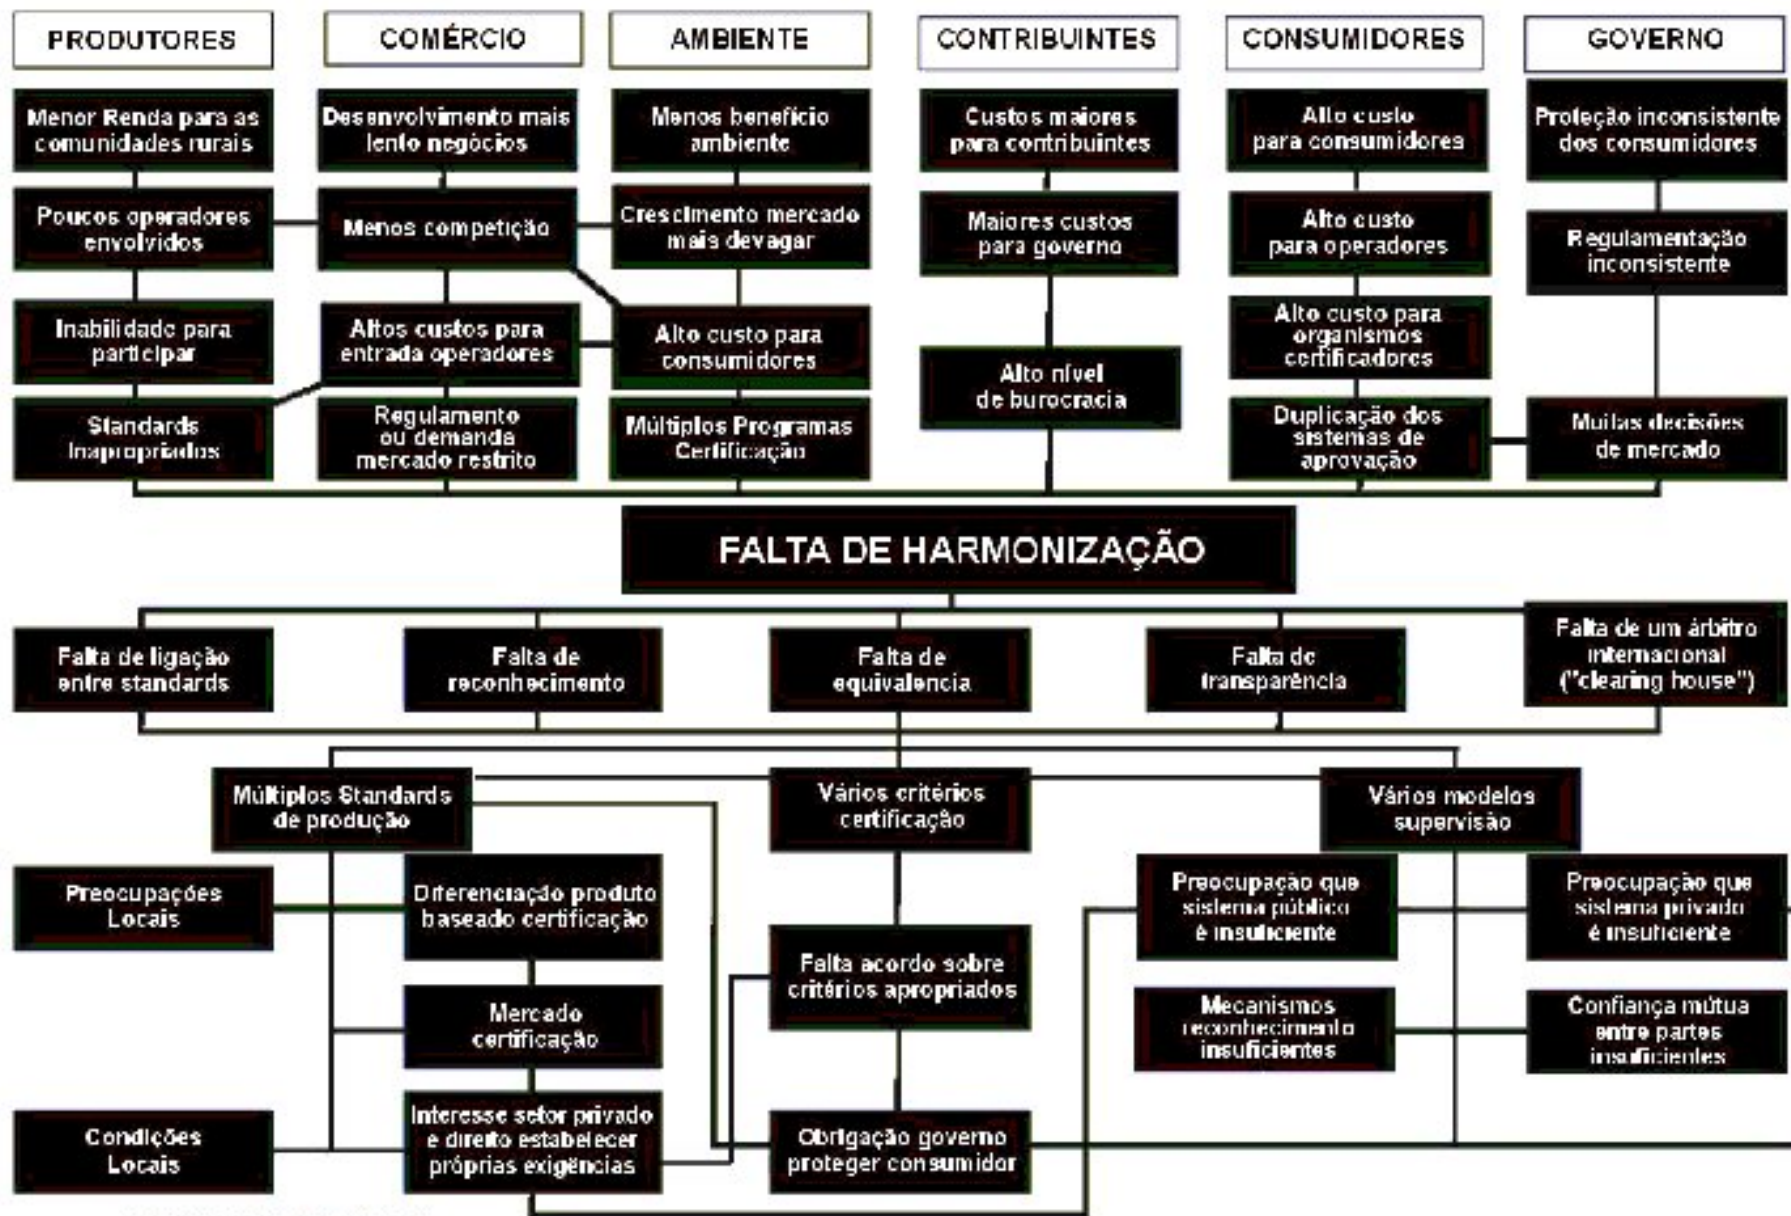 PRODUTORES
COMÉRCIO
AMBIENTE
CONTRIBUINTES
CONSUMIDORES
GOVERNO
Menor Renda para as
comunidades rurais
Desenvolvimento mais
lento negócios
Menos benefício
ambiente
Custos maiores
para contribuintes
Alto custo
para consumidores
Proteção inconsistente
dos consumidores
Poucos operadores
envolvidos
Menos competição
Crescimento mercado
mais devagar
Maiores custos
para governo
Alto custo
para operadores
Regulamentação
inconsistente
Inabilidade para
participar
Altos custos para
entrada operadores
Alto custo para
consumidores
Alto nível
de burocracia
Alto custo para
organismos
certificadores
Standards
Inapropriados
Regulamento
ou demanda
mercado restrito
Múltiplos Programas
Certificação
Duplicação dos
sistemas de
aprovação
Muitas decisões
de mercado
FALTA DE HARMONIZAÇÃO
Falta de ligação
entre standards
Falta de
reconhecimento
Falta de
equivalencia
Falta de
transparência
Falta de um árbitro
internacional
("clearing house")
Múltiplos Standards
de produção
Vários critérios
certificação
Vários modelos
supervisão
Preocupações
Locais
Diferenciação produto
baseado certificação
Preocupação que
sistema público
é insuficiente
Preocupação que
sistema privado
é insuficiente
Falta acordo sobre
critérios apropriados
Mercado
certificação
Mecanismos
reconhecimento
insuficientes
Confiança mútua
entre partes
insuficientes
Condições
Locais
Interesse setor privado
e direito estabelecer
próprias exigências
Obrigação governo
proteger consumidor